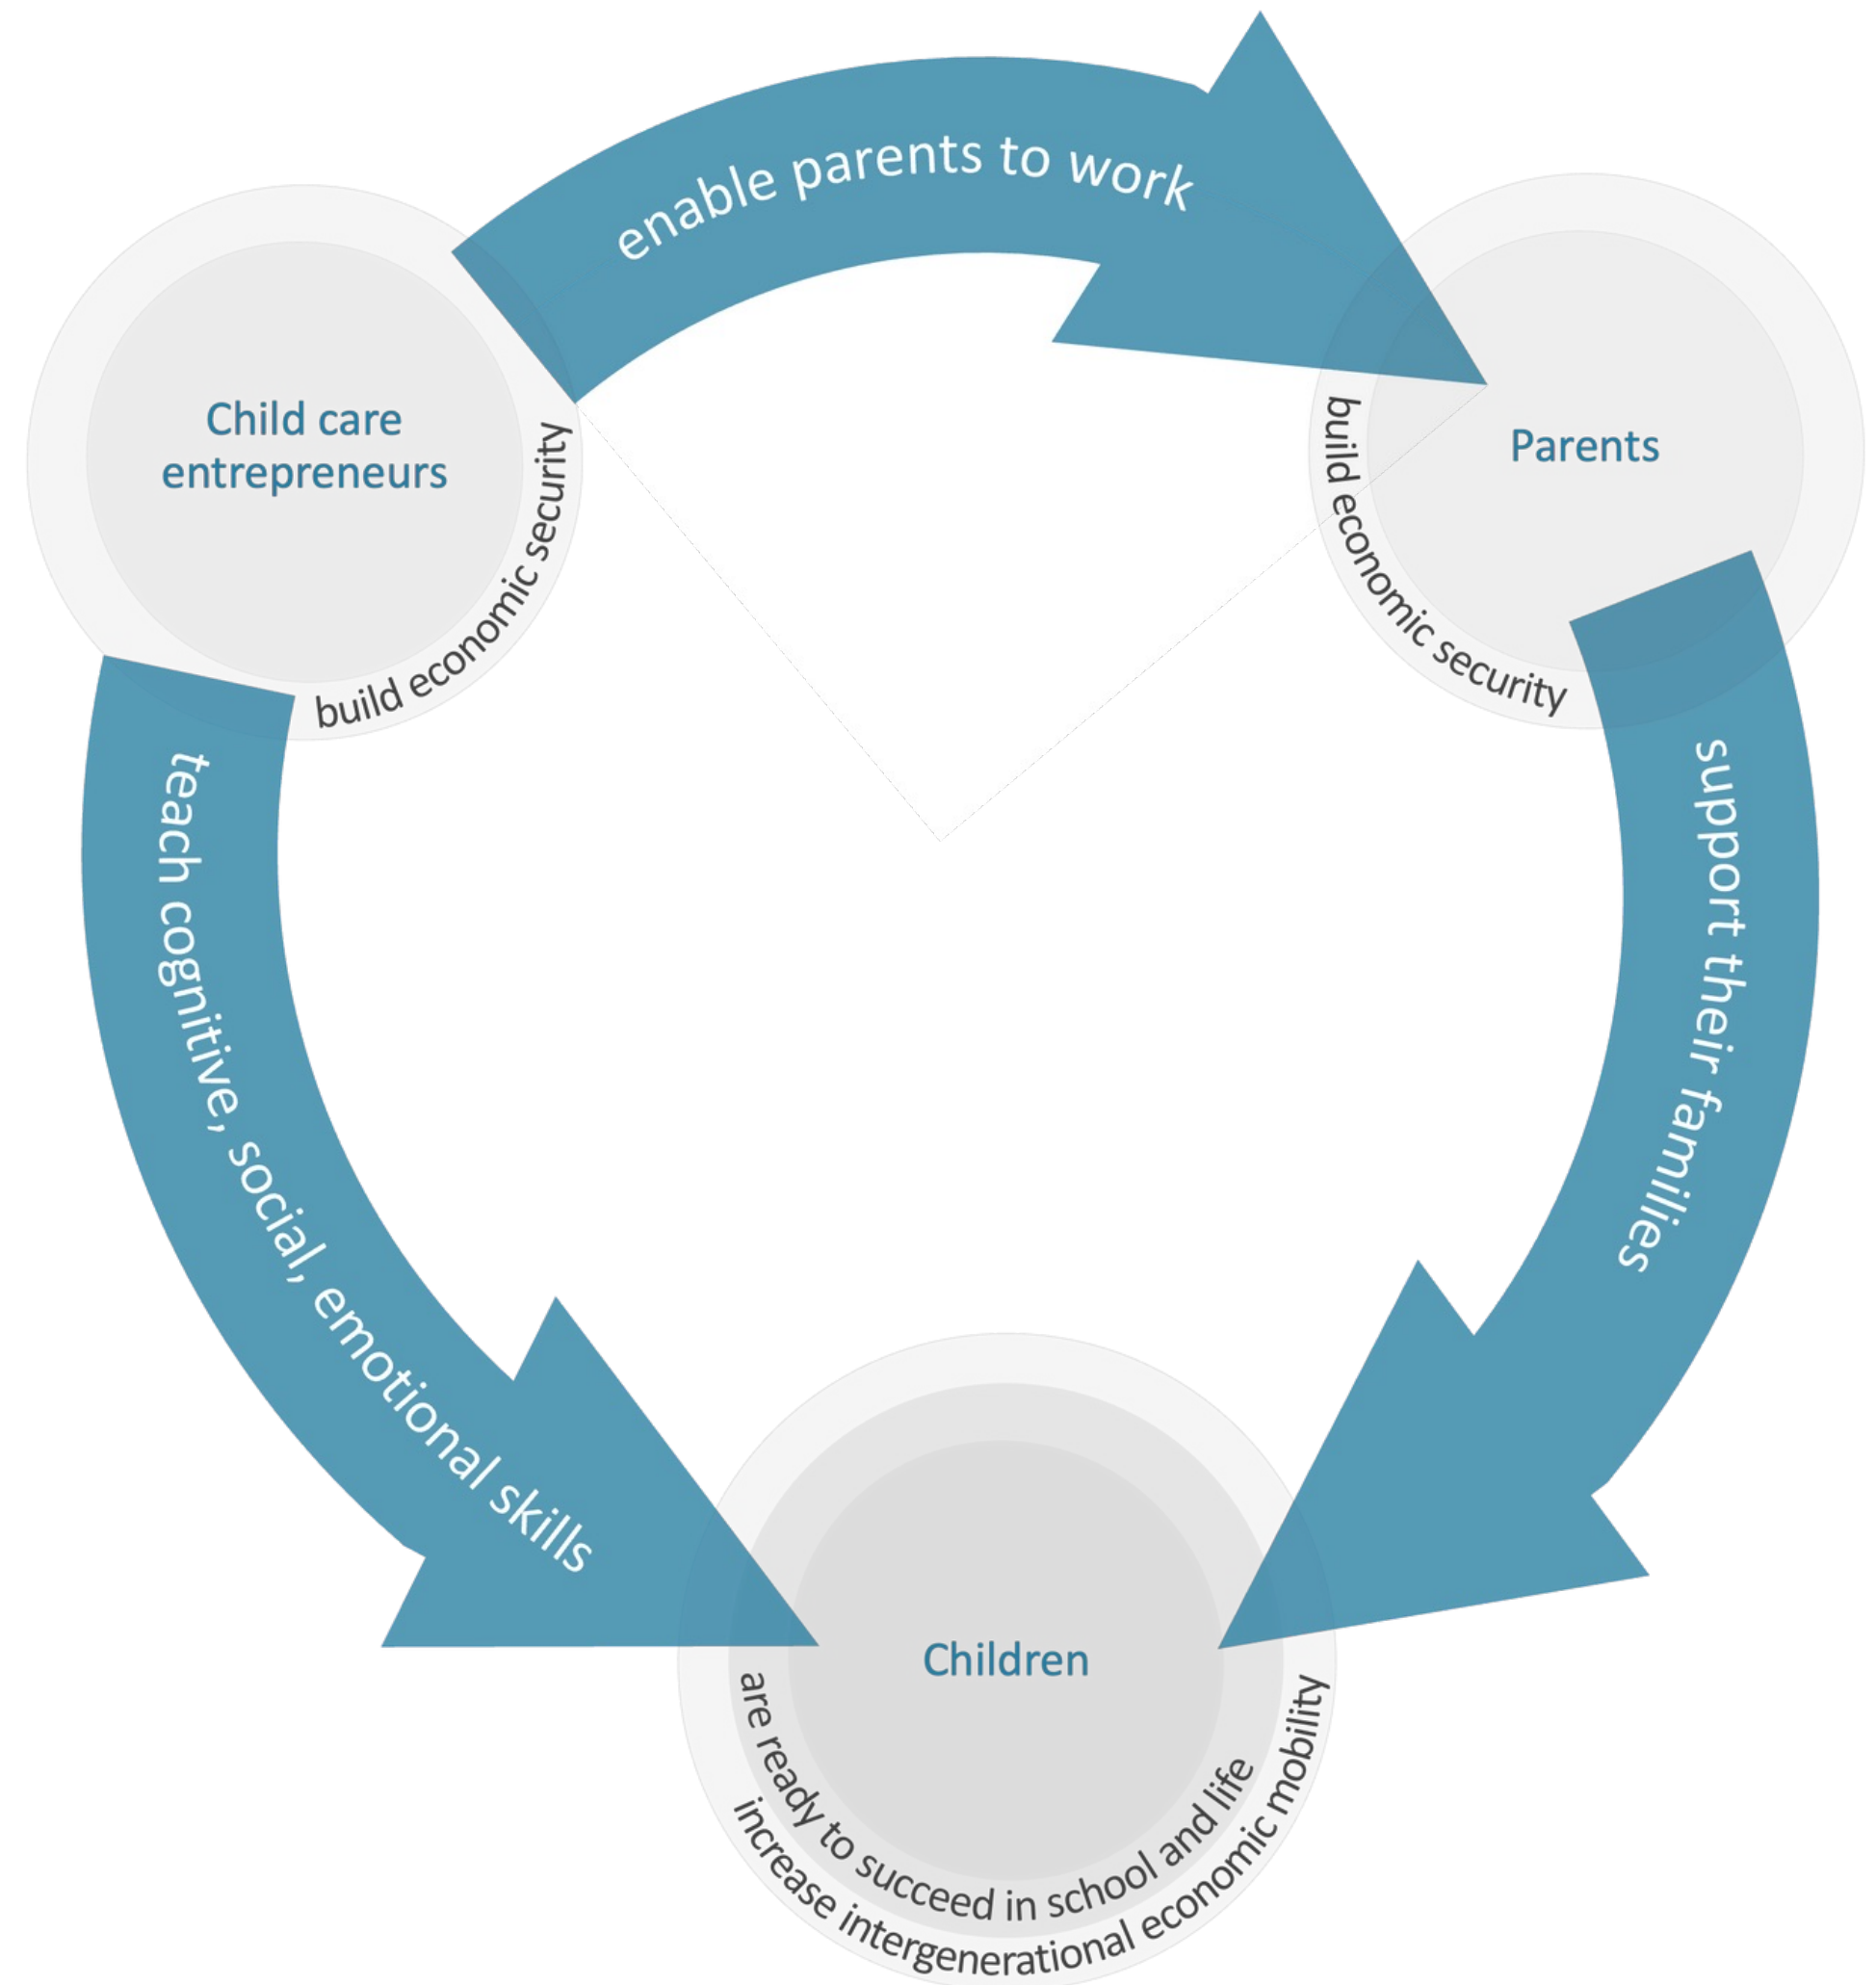 enable parents to work
Child care
entrepreneurs
build economic security
Parents
build economic security
teach cognitive, social, emotional skills
support their families
Children
are ready to succeed in school and life
increase intergenerational economic mobility